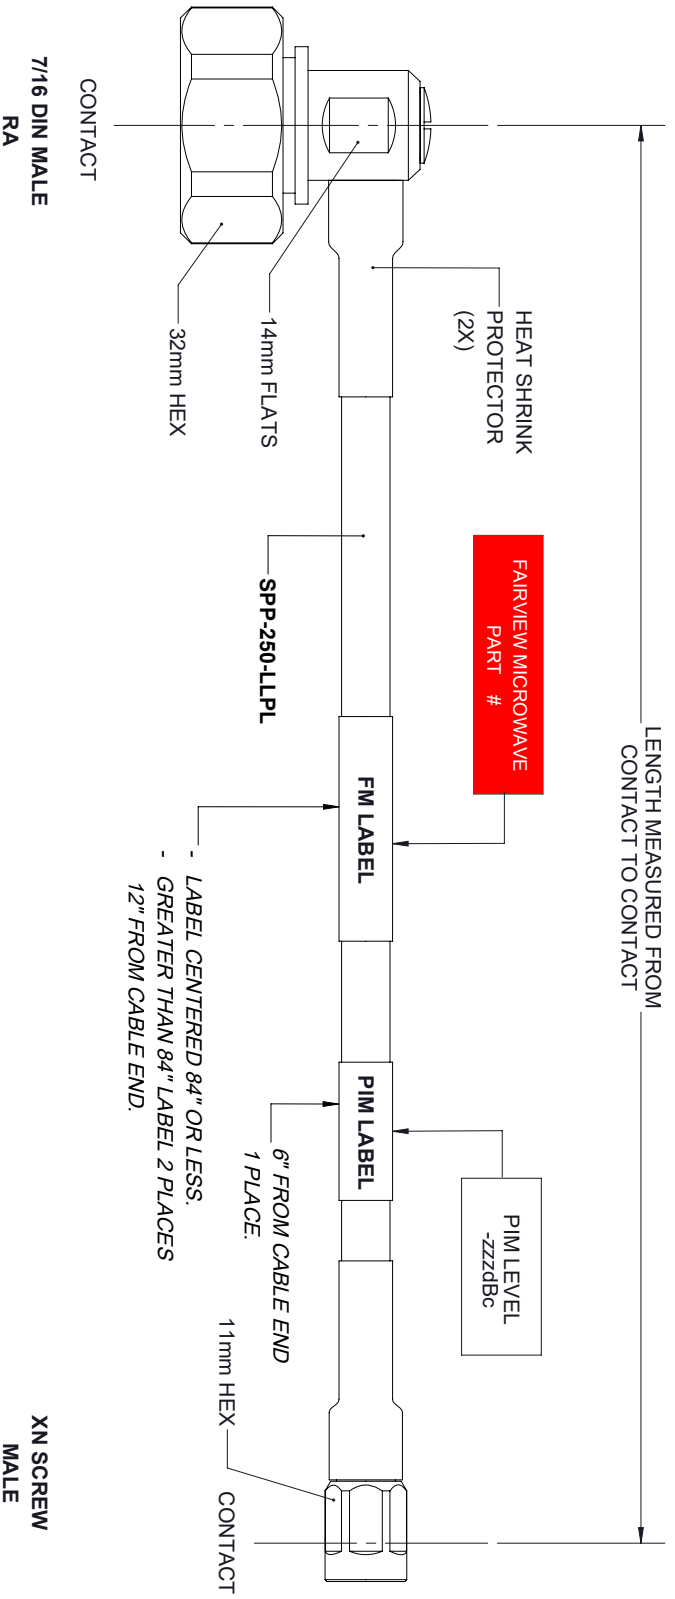 LENGTH MEASURED FROM
CONTACT TO CONTACT
FAIRVIEW MICROWAVE
PART #
PIM LEVEL
-zzzdBc
HEAT SHRINK
PROTECTOR
(2X)
FM LABEL
PIM LABEL
14mm FLATS
32mm HEX
SPP-250-LLPL
- LABEL CENTERED 84" OR LESS.
- GREATER THAN 84" LABEL 2 PLACES
12" FROM CABLE END.
6" FROM CABLE END
1 PLACE.
11mm HEX
CONTACT
CONTACT
7/16 DIN MALE
RA
XN SCREW
MALE